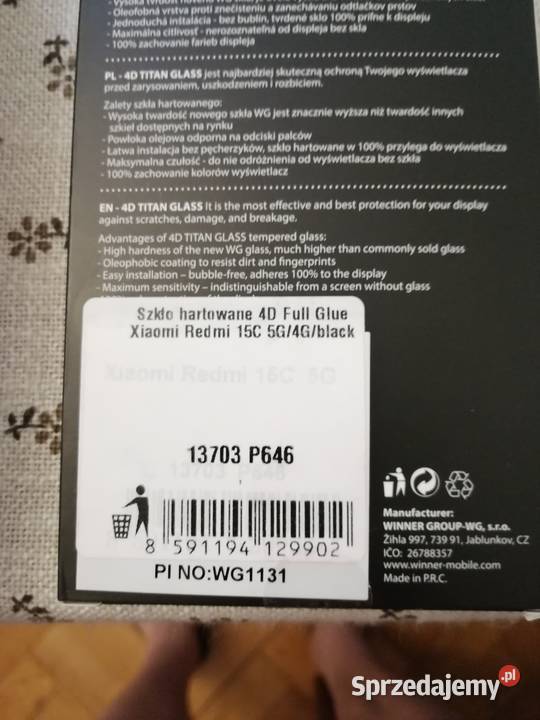 - Oleofobna vrstva proti znečistění a zanechávaniu odtlačkov prstov
- Jednoduchá inštalácia - bez bublín, tvrdené sklo 100% priľne k displeju
- Maximálna citlivosť - nerozoznateľná od displeja bez skla
- 100% zachovanie farieb displeja
PL - 4D TITAN GLASS jest najbardziej skuteczną ochroną Twojego wyświetlacza
przed zarysowaniem, uszkodzeniem i rozbiciem.
Zalety szkła hartowanego:
- Wysoka twardość nowego szkła WG jest znacznie wyższa niż twardość innych
szkieł dostępnych na rynku
- Powłoka olejowa odporna na odciski palców
- Łatwa instalacja bez pęcherzyków, szkło hartowane w 100% przylega do wyświetlacza
- Maksymalna czułość - do nie odróżnienia od wyświetlacza bez szkła
- 100% zachowanie kolorów wyświetlacz
EN - 4D TITAN GLASS It is the most effective and best protection for your display
against scratches, damage, and breakage.
Advantages of 4D TITAN GLASS tempered glass:
- High hardness of the new WG glass, much higher than commonly sold glass
- Oleophobic coating to resist dirt and fingerprints
- Easy installation – bubble-free, adheres 100% to the display
- Maximum sensitivity – indistinguishable from a screen without glass
Szkło hartowane 4D Full Glue
Xiaomi Redmi 15C 5G/4G/black
Xiaomi Redmi 15C 5G
13703 P646
13703 P646
8 591194 129902
PI NO:WG1131
Manufacturer:
WINNER GROUP-WG, s.r.o.
Žihla 997, 739 91, Jablunkov, CZ
IČO: 26788357
www.winner-mobile.com
Made in P.R.C.
Sprzedajemy.pl